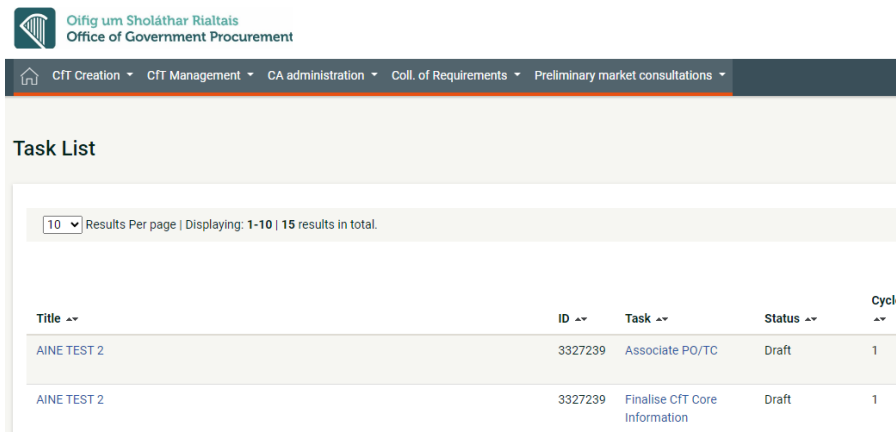 Oifig um Sholáthar Rialtais
Office of Government Procurement
CfT Creation CfT Management CA administration Coll. of Requirements Preliminary market consultations
Task List
10 Results Per page | Displaying: 1-10 | 15 results in total.
Title ID Task Status Cycle
AINE TEST 2 3327239 Associate PO/TC Draft 1
AINE TEST 2 3327239 Finalise CfT Core Draft 1
Information